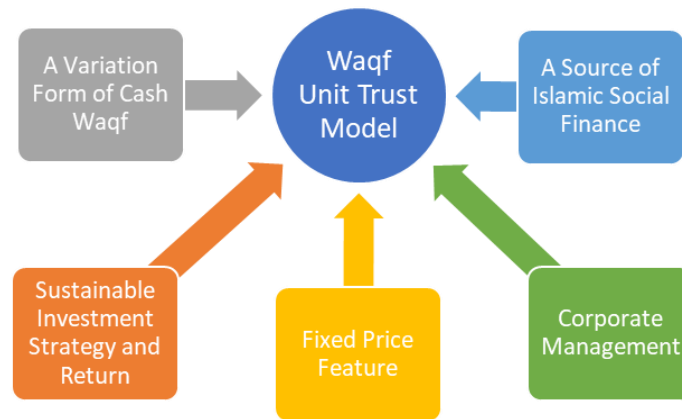 A Variation
Form of Cash
Waqf
Waqf
Unit Trust
Model
A Source of
Islamic Social
Finance
Sustainable
Investment
Strategy and
Return
Fixed Price
Feature
Corporate
Management